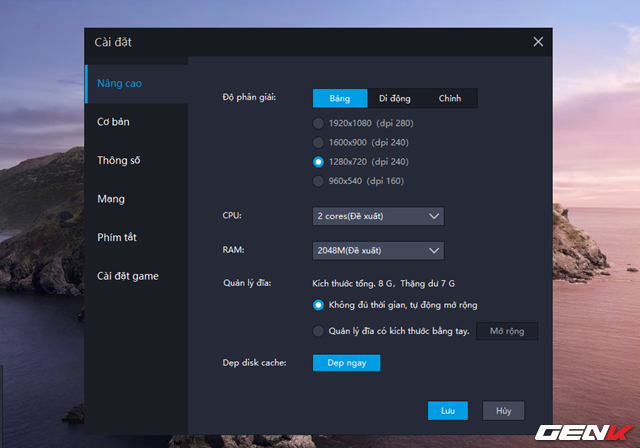 Cài đặt
Nâng cao
Cơ bản
Thông số
Mạng
Phím tắt
Cài đặt game
Độ phân giải: Bảng Di động Chỉnh
1920x1080 (dpi 280)
1600x900 (dpi 240)
1280x720 (dpi 240)
960x540 (dpi 160)
CPU: 2 cores(Đề xuất)
RAM: 2048M(Đề xuất)
Quản lý đĩa: Kích thước tổng. 8 G, Thặng dư 7 G
Không đủ thời gian, tự động mở rộng
Quản lý đĩa có kích thước bằng tay. Mở rộng
Dẹp disk cache: Dẹp ngay
Lưu Hủy
GENK